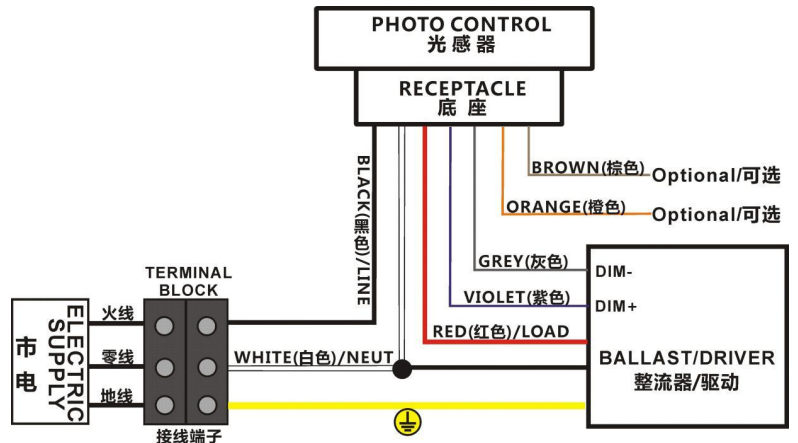 PHOTO CONTROL
光感器
RECEPTACLE
底座
BLACK(黑色)/LINE
BROWN(棕色)
Optional/可选
ORANGE(橙色)
Optional/可选
GREY(灰色)
DIM-
VIOLET(紫色)
DIM+
RED(红色)/LOAD
BALLAST/DRIVER
整流器/驱动
TERMINAL
BLOCK
ELECTRIC
SUPPLY
市电
火线
零线
地线
WHITE(白色)/NEUT
接线端子